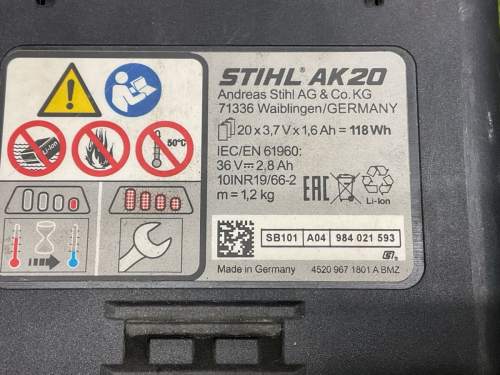 STIHL® AK20
Andreas Stihl AG & Co. KG
71336 Waiblingen/GERMANY
20 x 3,7 V x 1,6 Ah = 118 Wh
IEC/EN 61960:
36 V⎓2,8 Ah
10INR19/66-2
m = 1,2 kg
EAC
Li-Ion
Li-Ion
50°C
SB101 A04 984 021 593
Made in Germany
4520 967 1801 A BMZ